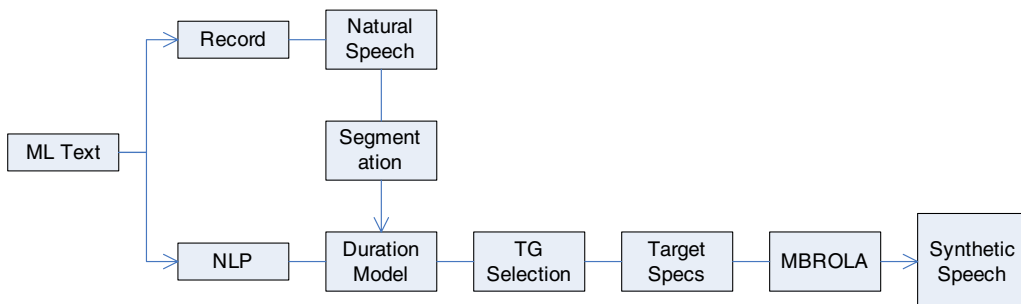 Record
Natural
Speech
ML Text
Segment
ation
NLP
Duration
Model
TG
Selection
Target
Specs
MBROLA
Synthetic
Speech